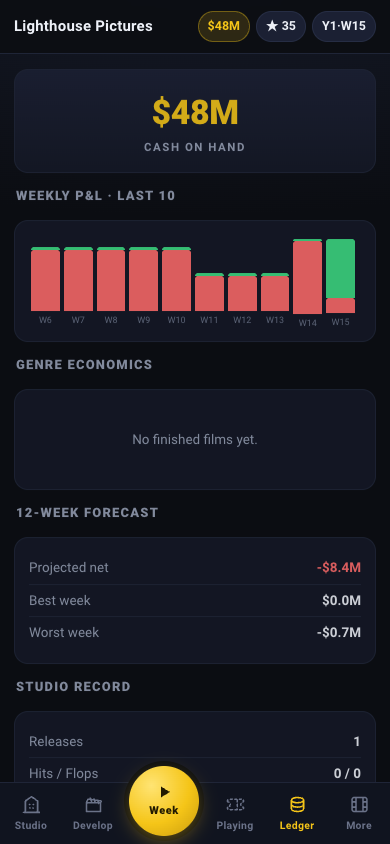 Lighthouse Pictures
$48M
★ 35
Y1·W15
$48M
CASH ON HAND
WEEKLY P&L · LAST 10
W6 W7 W8 W9 W10 W11 W12 W13 W14 W15
GENRE ECONOMICS
No finished films yet.
12-WEEK FORECAST
Projected net -$8.4M
Best week $0.0M
Worst week -$0.7M
STUDIO RECORD
Releases 1
Hits / Flops 0 / 0
Studio Develop Week Playing Ledger More